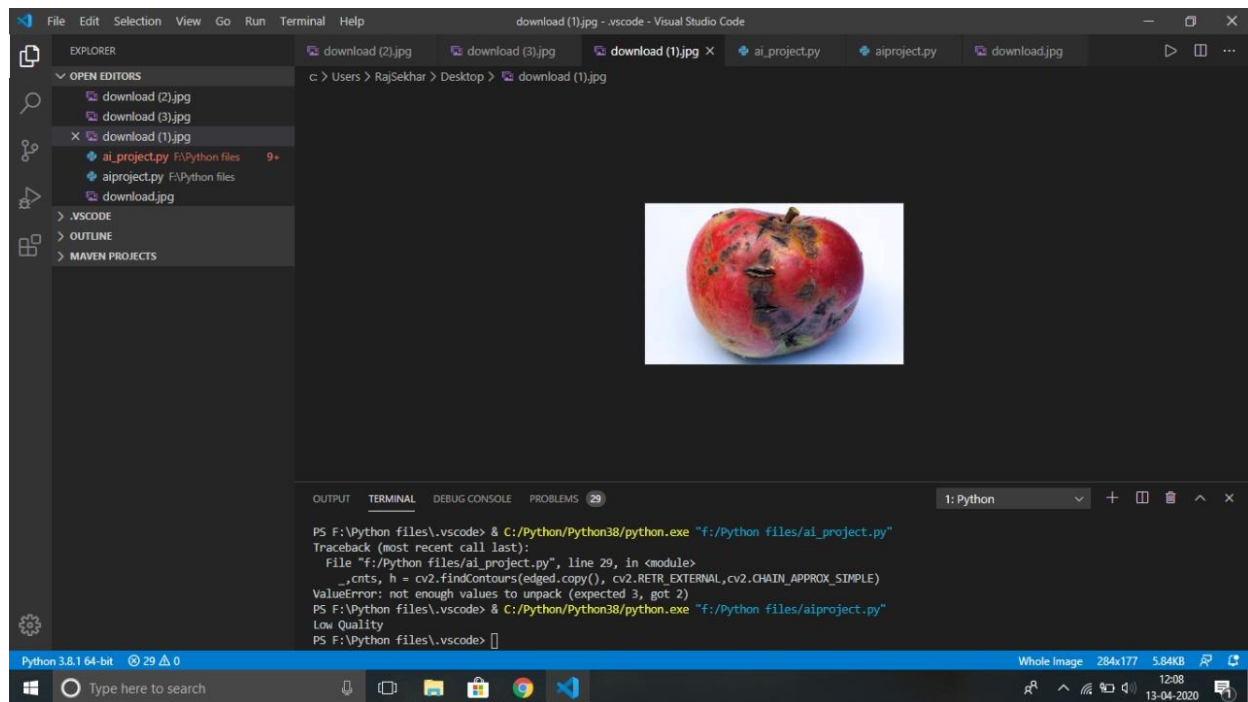 File Edit Selection View Go Run Terminal Help
download (1).jpg - .vscode - Visual Studio Code
EXPLORER
OPEN EDITORS
download (2).jpg
download (3).jpg
download (1).jpg
ai_project.py F:\Python files 9+
aiproject.py F:\Python files
download.jpg
.VSCODE
OUTLINE
MAVEN PROJECTS
download (2).jpg download (3).jpg download (1).jpg ai_project.py aiproject.py download.jpg
c: > Users > RajSekhar > Desktop > download (1).jpg
OUTPUT TERMINAL DEBUG CONSOLE PROBLEMS 29
1: Python
PS F:\Python files\.vscode> & C:/Python/Python38/python.exe "f:/Python files/ai_project.py"
Traceback (most recent call last):
File "f:/Python files/ai_project.py", line 29, in <module>
_,cnts, h = cv2.findContours(edged.copy(), cv2.RETR_EXTERNAL,cv2.CHAIN_APPROX_SIMPLE)
ValueError: not enough values to unpack (expected 3, got 2)
PS F:\Python files\.vscode> & C:/Python/Python38/python.exe "f:/Python files/aiproject.py"
Low Quality
PS F:\Python files\.vscode>
Python 3.8.1 64-bit 29 0
Whole Image 284x177 5.84KB
Type here to search
12:08
13-04-2020
1